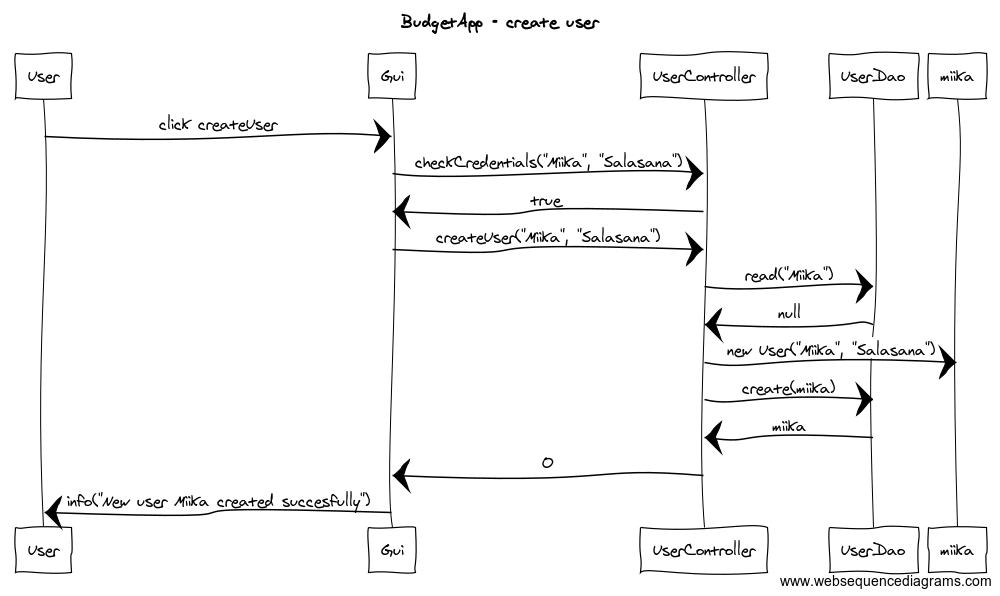 BudgetApp - create user
User
Gui
UserController
UserDao
miika
click createUser
checkCredentials("Miika", "Salasana")
true
createUser("Miika", "Salasana")
read("Miika")
null
new User("Miika", "Salasana")
create(miika)
miika
0
info("New user Miika created succesfully")
User
Gui
UserController
UserDao
miika
www.websequencediagrams.com